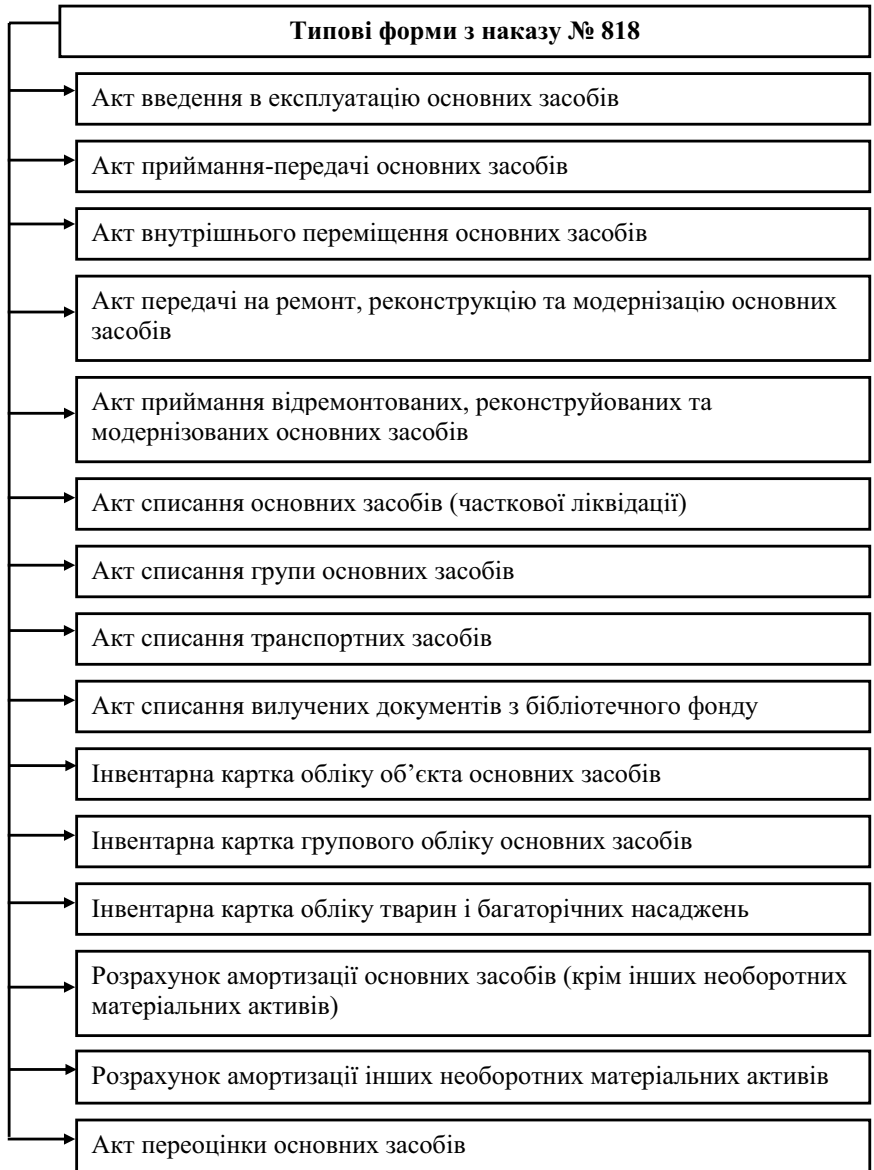 Типові форми з наказу № 818
Акт введення в експлуатацію основних засобів
Акт приймання-передачі основних засобів
Акт внутрішнього переміщення основних засобів
Акт передачі на ремонт, реконструкцію та модернізацію основних
засобів
Акт приймання відремонтованих, реконструйованих та
модернізованих основних засобів
Акт списання основних засобів (часткової ліквідації)
Акт списання групи основних засобів
Акт списання транспортних засобів
Акт списання вилучених документів з бібліотечного фонду
Інвентарна картка обліку об’єкта основних засобів
Інвентарна картка групового обліку основних засобів
Інвентарна картка обліку тварин і багаторічних насаджень
Розрахунок амортизації основних засобів (крім інших необоротних
матеріальних активів)
Розрахунок амортизації інших необоротних матеріальних активів
Акт переоцінки основних засобів